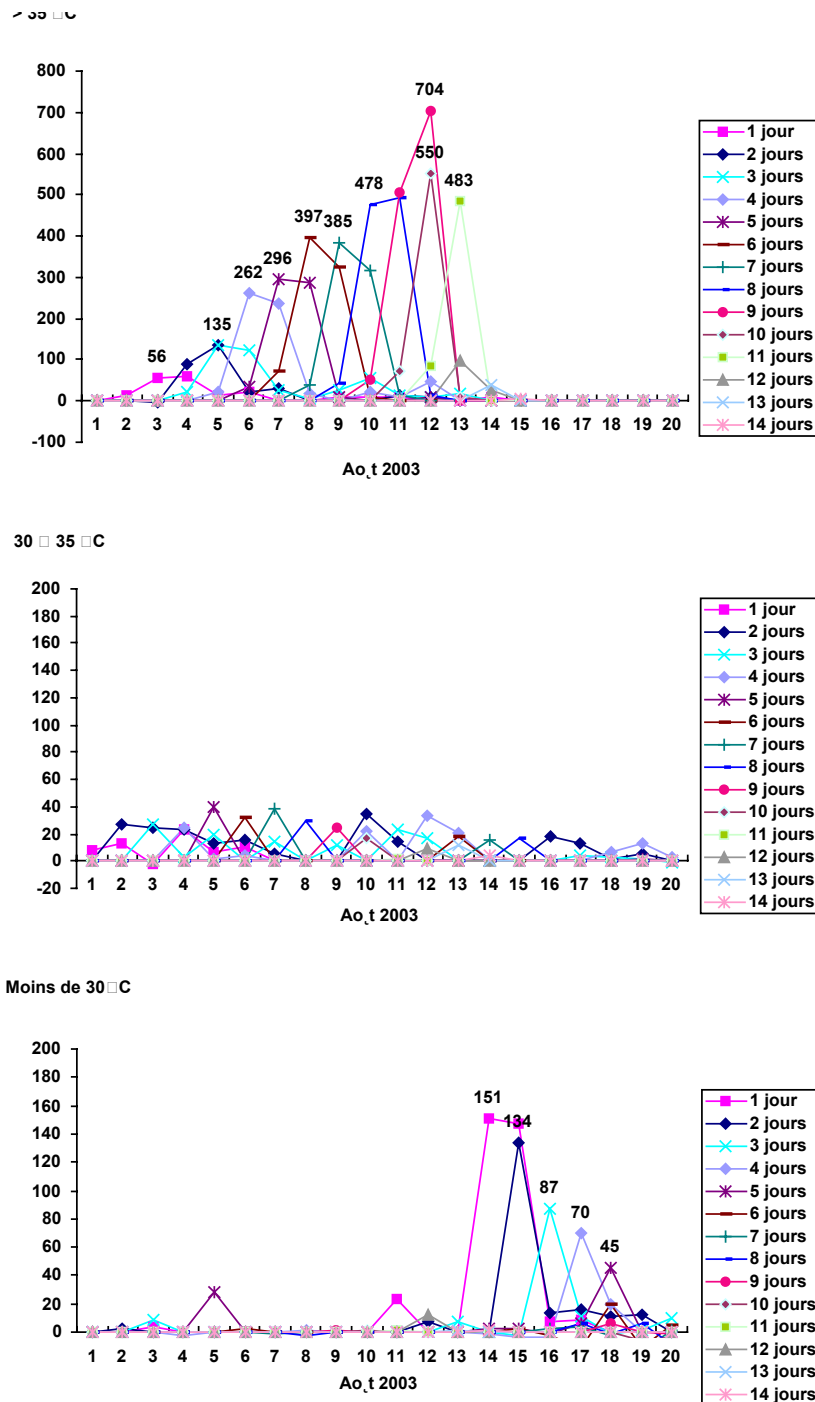 > 35 □C
800
700
600
500
400
300
200
100
0
-100
56
135
262
296
397
385
478
704
550
483
1 2 3 4 5 6 7 8 9 10 11 12 13 14 15 16 17 18 19 20
Ao¸t 2003
1 jour
2 jours
3 jours
4 jours
5 jours
6 jours
7 jours
8 jours
9 jours
10 jours
11 jours
12 jours
13 jours
14 jours
30 □ 35 □C
200
180
160
140
120
100
80
60
40
20
0
-20
1 2 3 4 5 6 7 8 9 10 11 12 13 14 15 16 17 18 19 20
Ao¸t 2003
1 jour
2 jours
3 jours
4 jours
5 jours
6 jours
7 jours
8 jours
9 jours
10 jours
11 jours
12 jours
13 jours
14 jours
Moins de 30□C
200
180
160
140
120
100
80
60
40
20
0
151
134
87
70
45
1 2 3 4 5 6 7 8 9 10 11 12 13 14 15 16 17 18 19 20
Ao¸t 2003
1 jour
2 jours
3 jours
4 jours
5 jours
6 jours
7 jours
8 jours
9 jours
10 jours
11 jours
12 jours
13 jours
14 jours